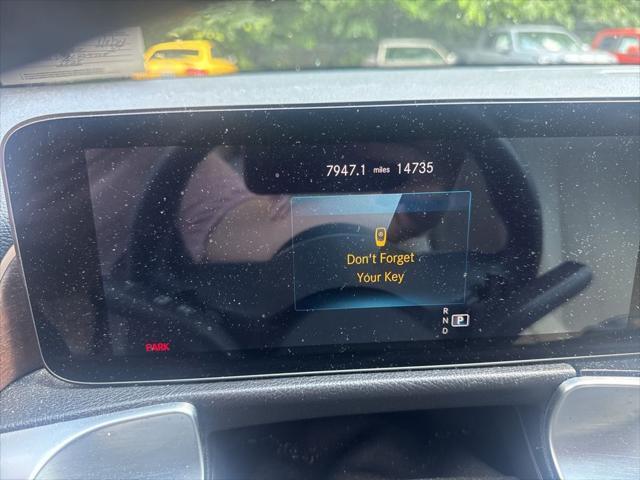 7947.1 miles 14735
Don't Forget
Your Key
R
N P
D
PARK